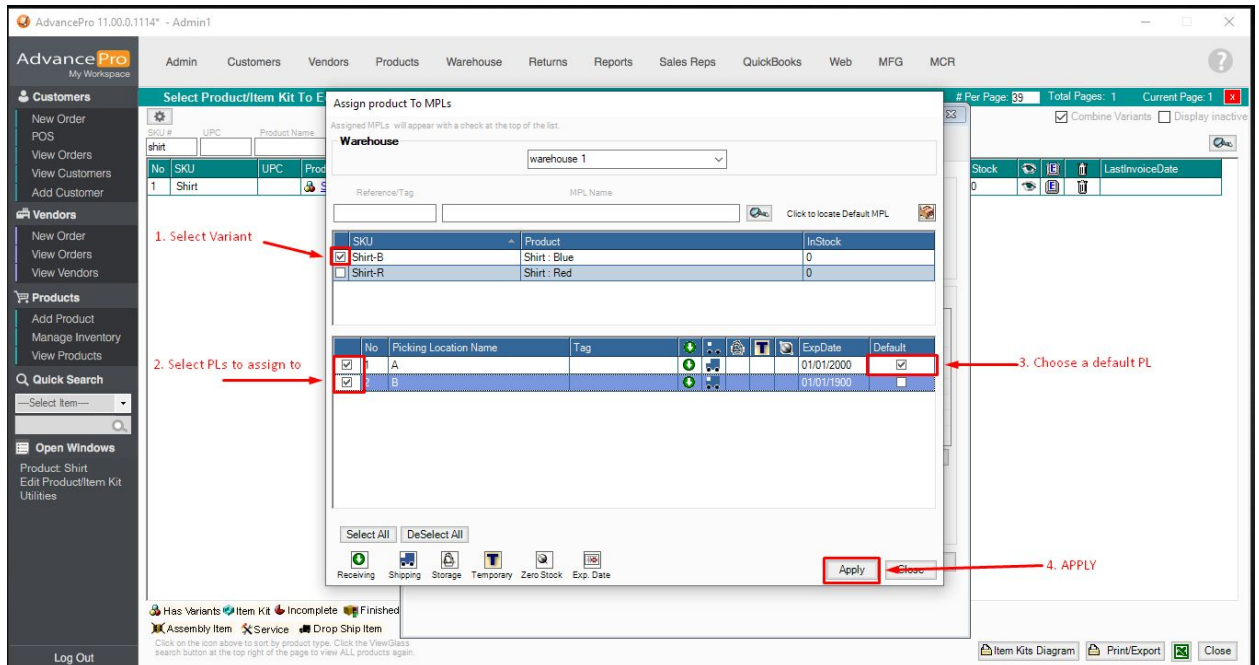 AdvancePro 11.00.0.1114* - Admin1
AdvancePro
My Workspace
Admin Customers Vendors Products Warehouse Returns Reports Sales Reps QuickBooks Web MFG MCR
?
Customers
New Order
POS
View Orders
View Customers
Add Customer
Vendors
New Order
View Orders
View Vendors
Products
Add Product
Manage Inventory
View Products
Quick Search
---Select Item---
Open Windows
Product: Shirt
Edit Product/Item Kit
Utilities
Log Out
Select Product/Item Kit To E
# Per Page: 39 Total Pages: 1 Current Page: 1 x
Combine Variants Display inactive
SKU # UPC Product Name
shirt
No SKU UPC Prod
Stock E LastInvoiceDate
1 Shirt S
0 E
Assign product To MPLs
Assigned MPLs will appear with a check at the top of the list.
Warehouse
warehouse 1
Reference/Tag MPL Name
Click to locate Default MPL
SKU Product InStock
Shirt-B Shirt : Blue 0
Shirt-R Shirt : Red 0
1. Select Variant
No Picking Location Name Tag T ExpDate Default
1 A 01/01/2000
2 B 01/01/1900
2. Select PLs to assign to
3. Choose a default PL
Select All DeSelect All
T
Receiving Shipping Storage Temporary Zero Stock Exp. Date
Apply Close
4. APPLY
Has Variants Item Kit Incomplete Finished
Assembly Item Service Drop Ship Item
Click on the icon above to sort by product type. Click the ViewGlass
search button at the top right of the page to view ALL products again.
Item Kits Diagram Print/Export Close